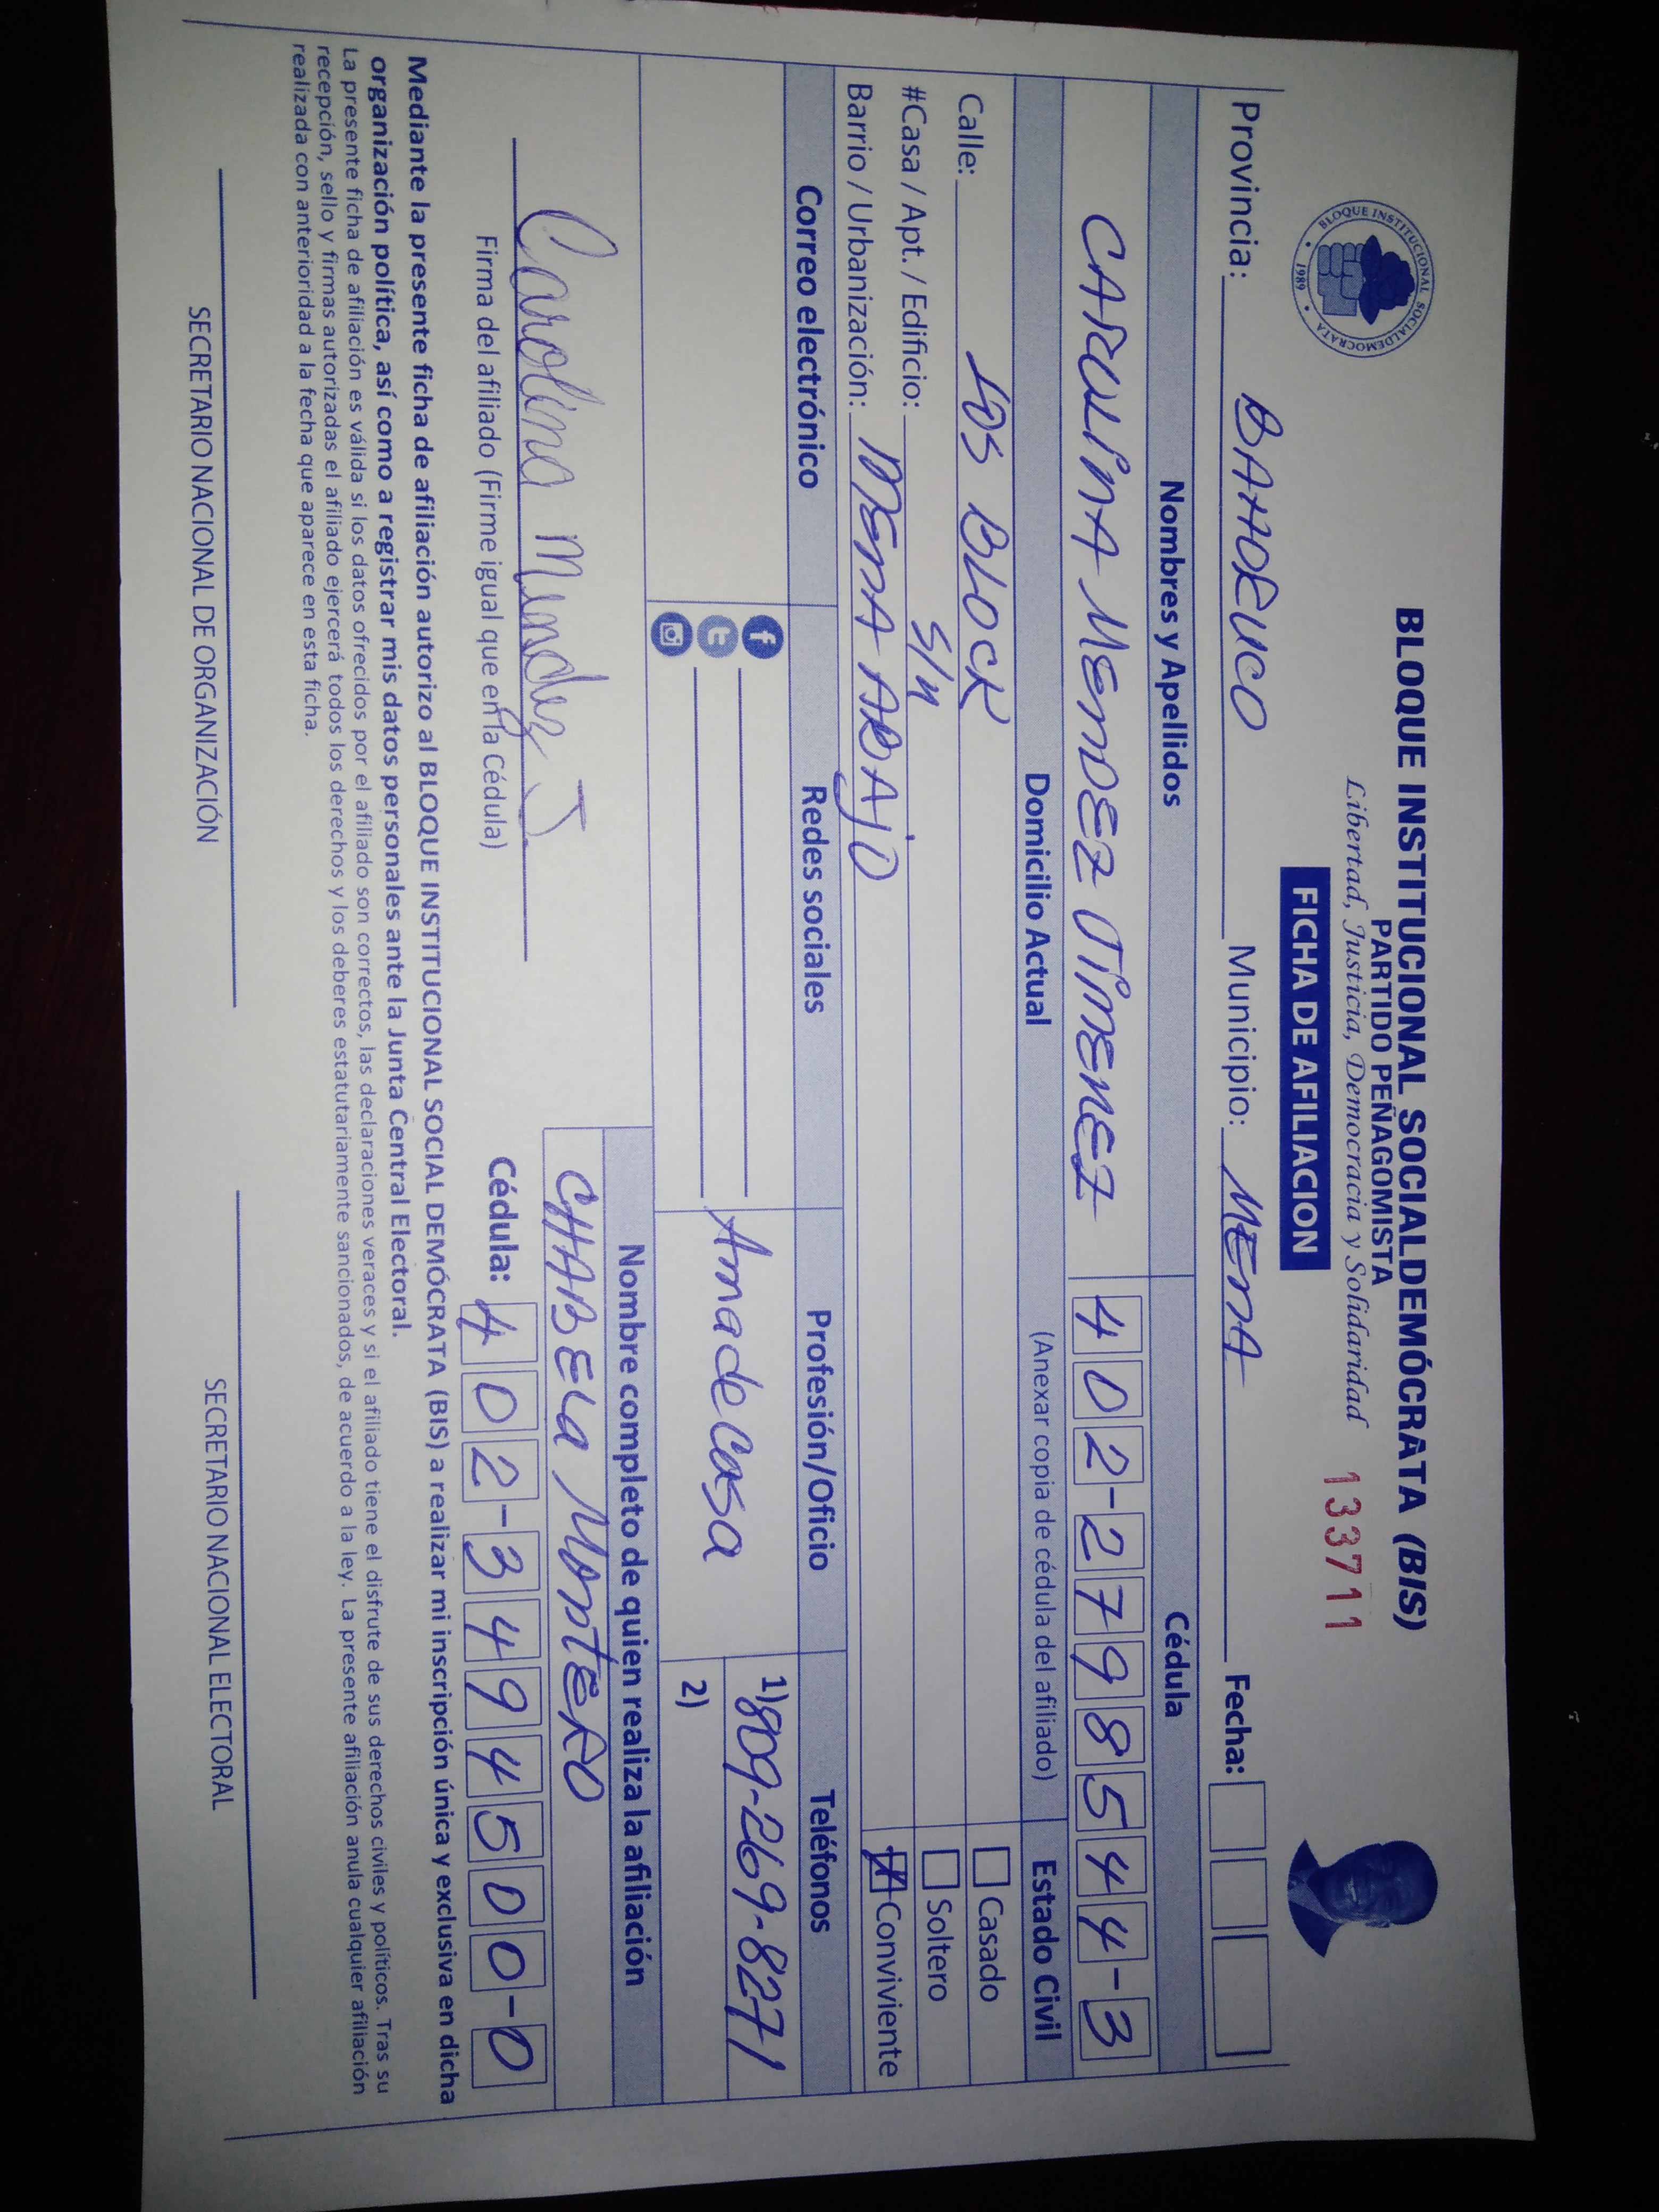 BLOQUE INSTITUCIONAL SOCIALDEMÓCRATA
• 1989 •
BLOQUE INSTITUCIONAL SOCIALDEMÓCRATA (BIS)
PARTIDO PEÑAGOMISTA
Libertad, Justicia, Democracia y Solidaridad
133711
FICHA DE AFILIACION
Provincia: BAHORUCO Municipio: MENA Fecha:
Nombres y Apellidos Cédula
CAROLINA MENDEZ JIMENEZ 402-2798544-3
Domicilio Actual (Anexar copia de cédula del afiliado) Estado Civil
Calle: LOS BLOCK Casado
#Casa / Apt. / Edificio: S/N Soltero
Barrio / Urbanización: MENA ABAJO Conviviente
Correo electrónico Redes sociales Profesión/Oficio Teléfonos
Ama de Casa 1) 809-269-8271
2)
Nombre completo de quien realiza la afiliación
CHABELA MONTERO
Carolina Mendez J
Firma del afiliado (Firme igual que en la Cédula)
Cédula: 402-3494500-0
Mediante la presente ficha de afiliación autorizo al BLOQUE INSTITUCIONAL SOCIAL DEMÓCRATA (BIS) a realizar mi inscripción única y exclusiva en dicha
organización política, así como a registrar mis datos personales ante la Junta Central Electoral.
La presente ficha de afiliación es válida si los datos ofrecidos por el afiliado son correctos, las declaraciones veraces y si el afiliado tiene el disfrute de sus derechos civiles y políticos. Tras su
recepción, sello y firmas autorizadas el afiliado ejercerá todos los derechos y los deberes estatutariamente sancionados, de acuerdo a la ley. La presente afiliación anula cualquier afiliación
realizada con anterioridad a la fecha que aparece en esta ficha.
SECRETARIO NACIONAL DE ORGANIZACIÓN SECRETARIO NACIONAL ELECTORAL